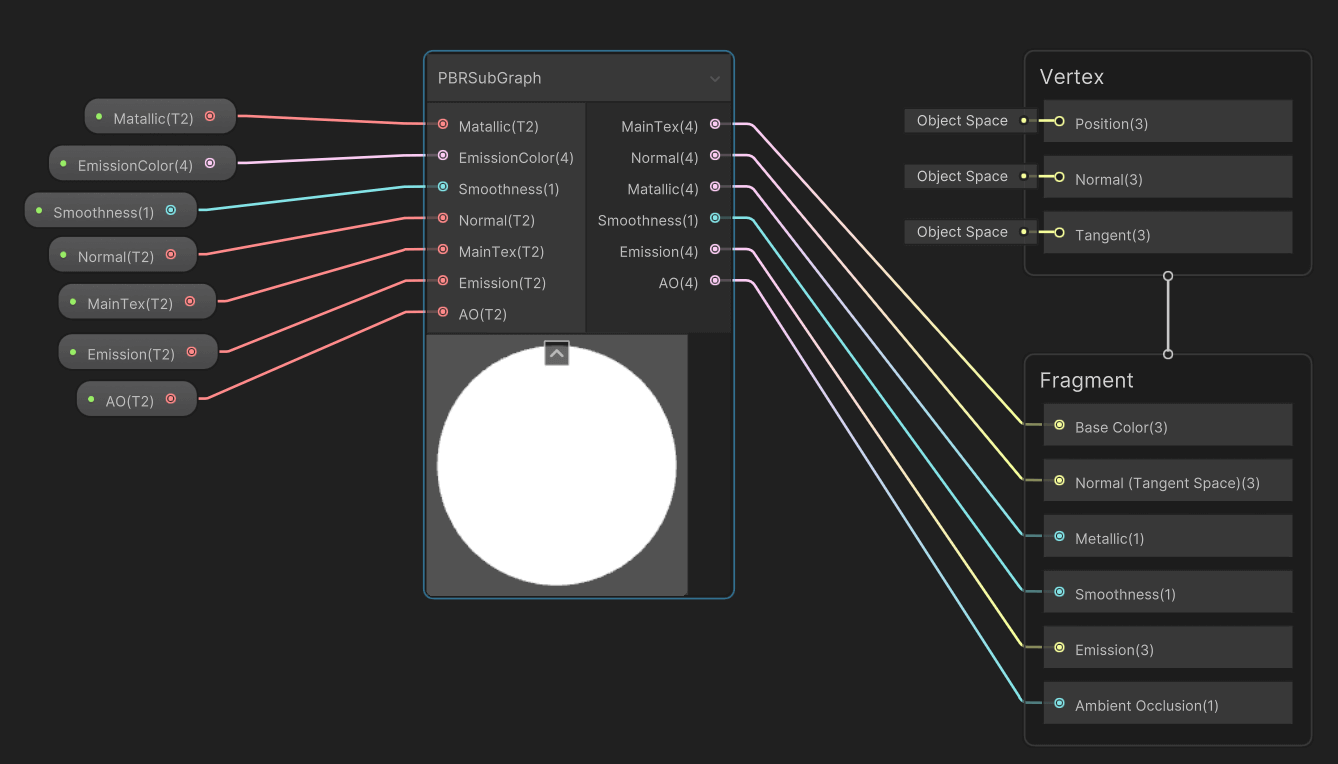 Matallic(T2)
EmissionColor(4)
Smoothness(1)
Normal(T2)
MainTex(T2)
Emission(T2)
AO(T2)
PBRSubGraph
Matallic(T2)
EmissionColor(4)
Smoothness(1)
Normal(T2)
MainTex(T2)
Emission(T2)
AO(T2)
MainTex(4)
Normal(4)
Matallic(4)
Smoothness(1)
Emission(4)
AO(4)
Vertex
Object Space
Position(3)
Object Space
Normal(3)
Object Space
Tangent(3)
Fragment
Base Color(3)
Normal (Tangent Space)(3)
Metallic(1)
Smoothness(1)
Emission(3)
Ambient Occlusion(1)